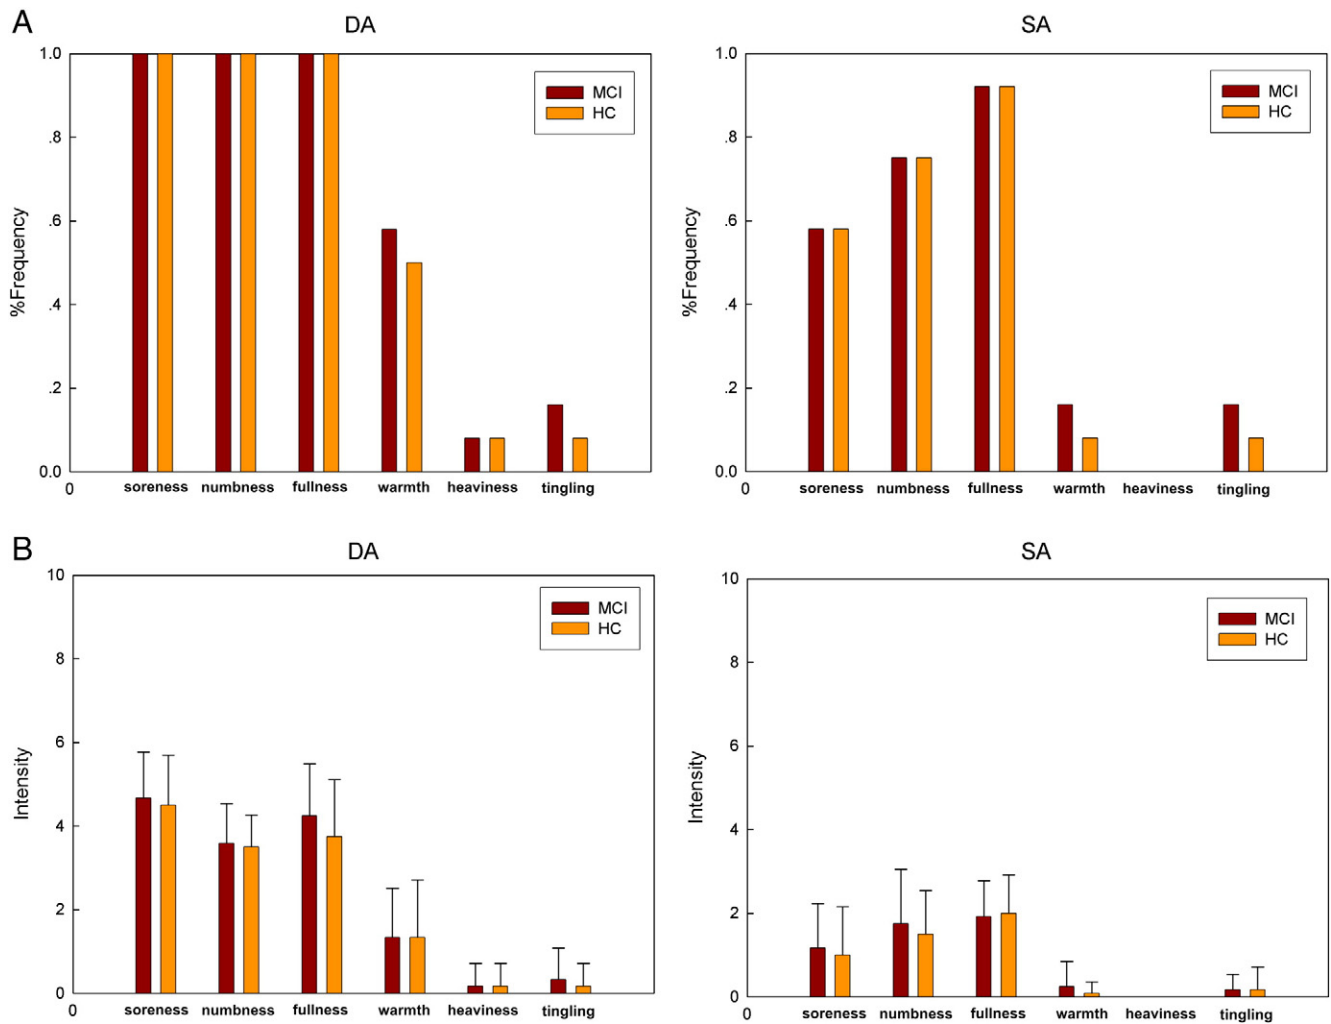 A
DA
SA
1.0
.8
.6
.4
.2
0.0
%Frequency
MCI
HC
0
soreness numbness fullness warmth heaviness tingling
1.0
.8
.6
.4
.2
0.0
%Frequency
MCI
HC
0
soreness numbness fullness warmth heaviness tingling
B
DA
SA
10
8
6
4
2
0
Intensity
MCI
HC
0
soreness numbness fullness warmth heaviness tingling
10
8
6
4
2
0
Intensity
MCI
HC
0
soreness numbness fullness warmth heaviness tingling